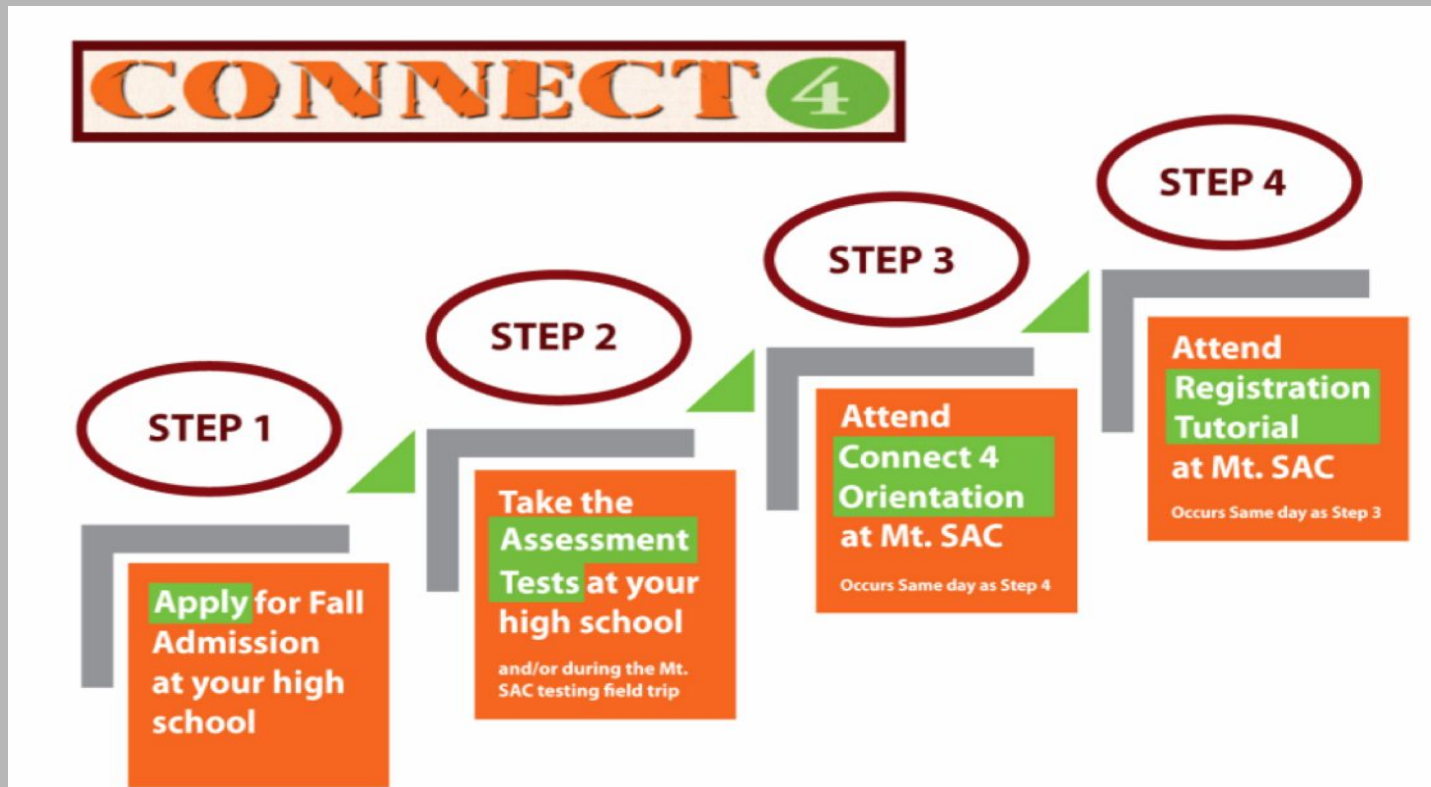 CONNECT 4
STEP 1
Apply for Fall
Admission
at your high
school
STEP 2
Take the
Assessment
Tests at your
high school
and/or during the Mt.
SAC testing field trip
STEP 3
Attend
Connect 4
Orientation
at Mt. SAC
Occurs Same day as Step 4
STEP 4
Attend
Registration
Tutorial
at Mt. SAC
Occurs Same day as Step 3